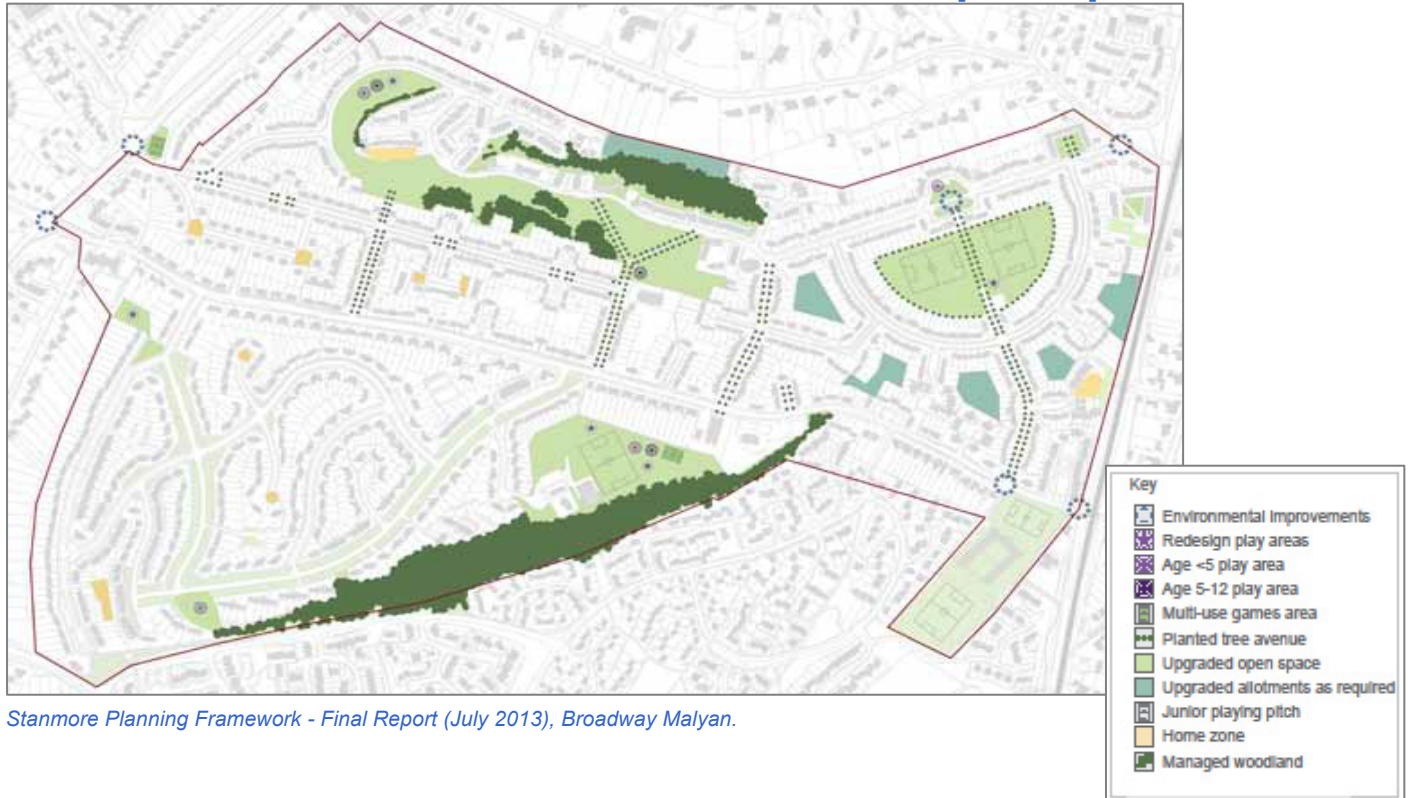 Stanmore Planning Framework - Final Report (July 2013), Broadway Malyan.
Key
Environmental Improvements
Redesign play areas
Age <5 play area
Age 5-12 play area
Multi-use games area
Planted tree avenue
Upgraded open space
Upgraded allotments as required
Junior playing pitch
Home zone
Managed woodland